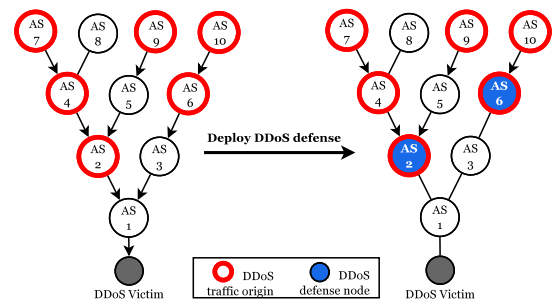 AS
7
AS
8
AS
9
AS
10
AS
4
AS
5
AS
6
AS
2
AS
3
AS
1
DDoS Victim
Deploy DDoS defense
AS
7
AS
8
AS
9
AS
10
AS
4
AS
5
AS
6
AS
2
AS
3
AS
1
DDoS Victim
DDoS
traffic origin
DDoS
defense node